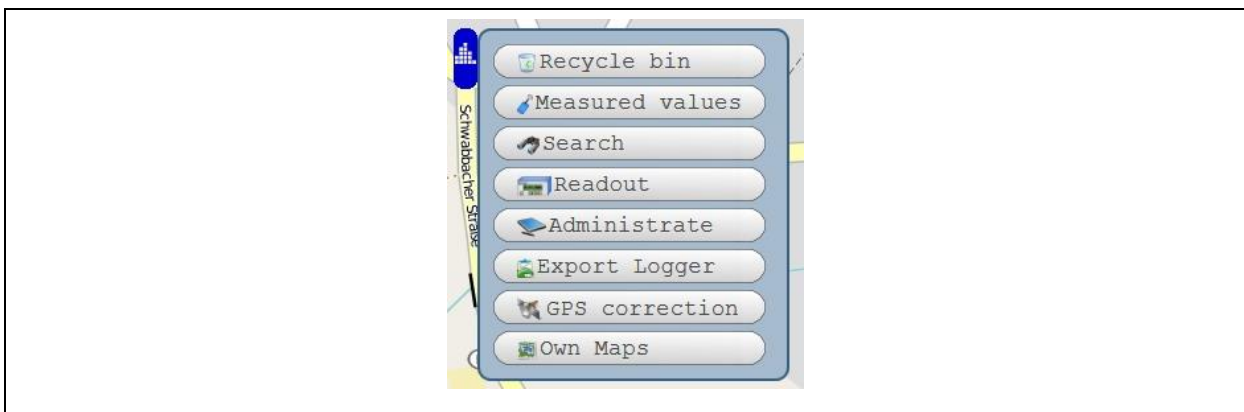 Recycle bin
Measured values
Search
Readout
Administrate
Export Logger
GPS correction
Own Maps
Schwabbacher Straße